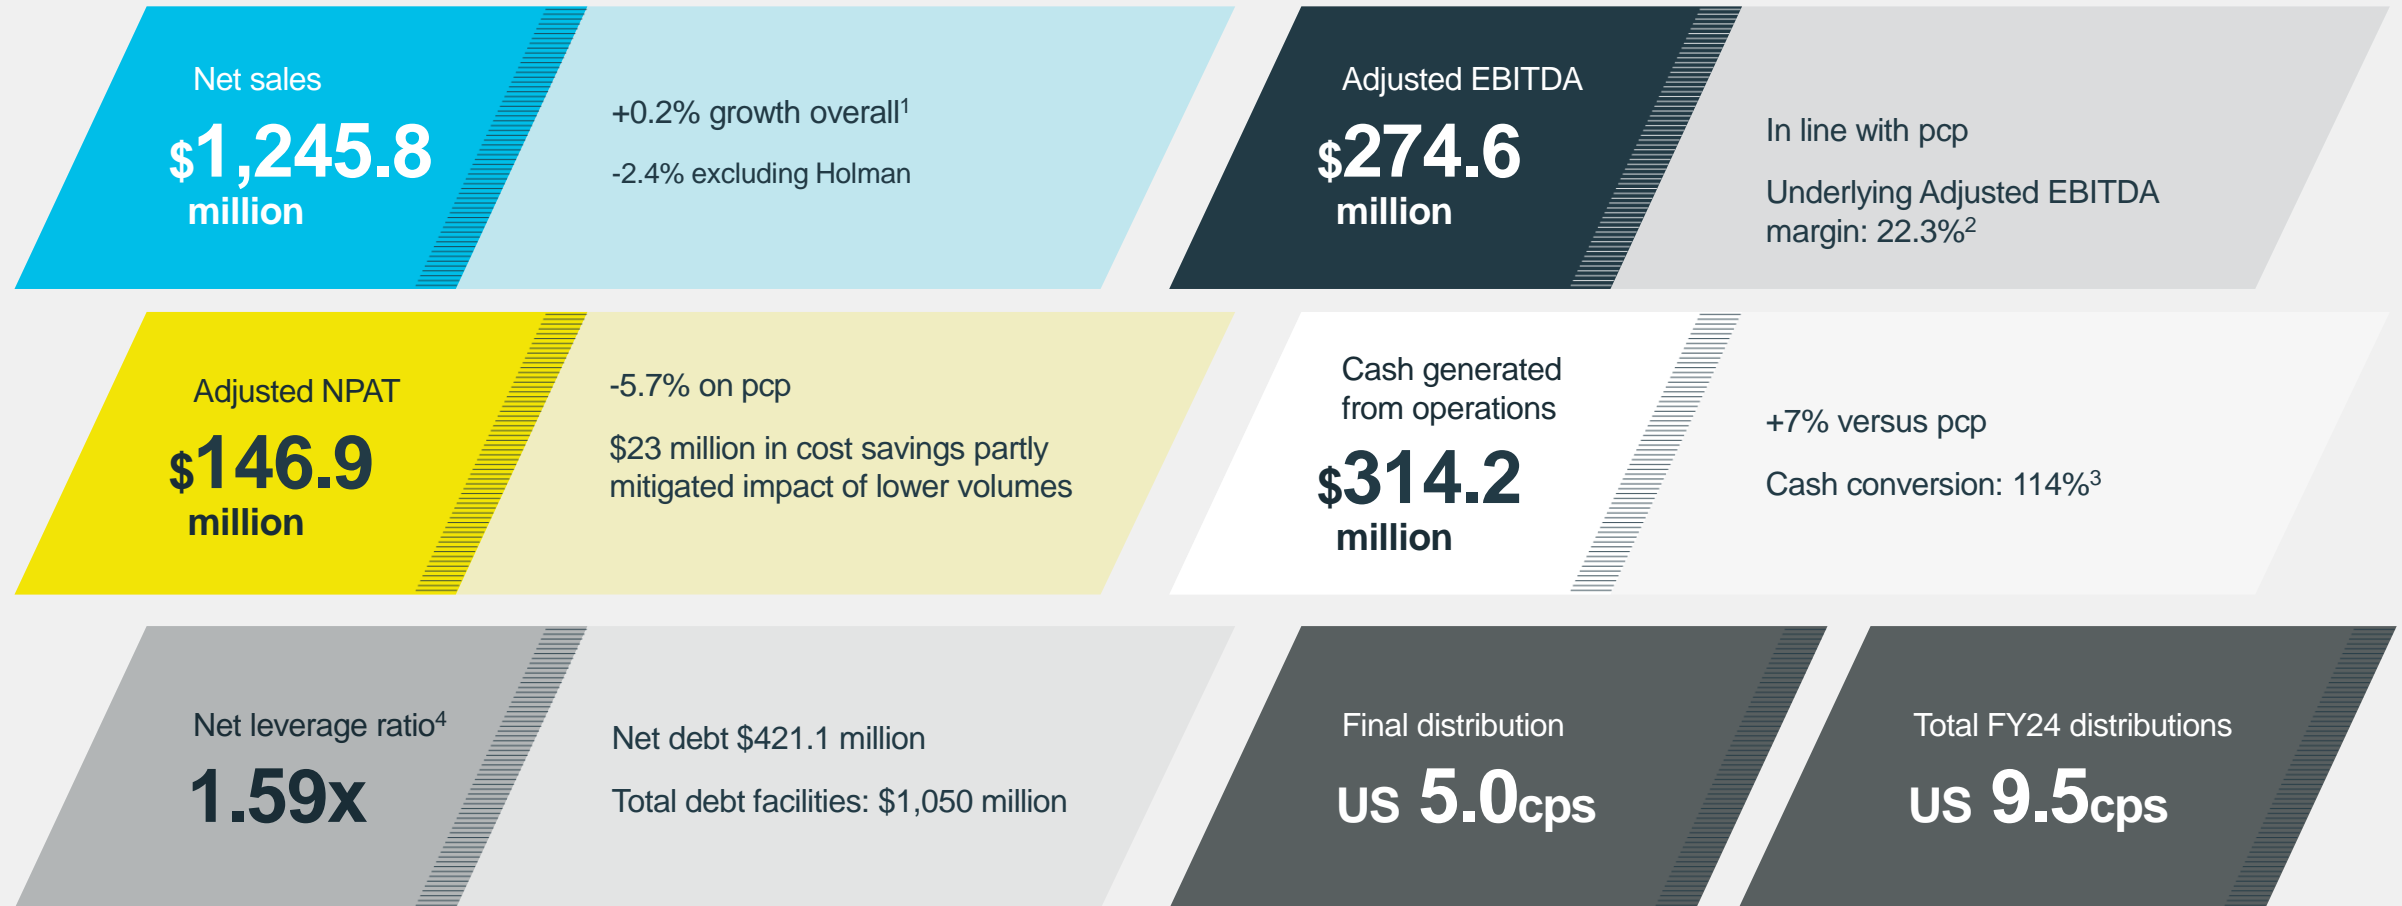 Net sales
$1,245.8
million
+0.2% growth overall¹
-2.4% excluding Holman
Adjusted EBITDA
$274.6
million
In line with pcp
Underlying Adjusted EBITDA
margin: 22.3%²
Adjusted NPAT
$146.9
million
-5.7% on pcp
$23 million in cost savings partly
mitigated impact of lower volumes
Cash generated
from operations
$314.2
million
+7% versus pcp
Cash conversion: 114%³
Net leverage ratio⁴
1.59x
Net debt $421.1 million
Total debt facilities: $1,050 million
Final distribution
US 5.0cps
Total FY24 distributions
US 9.5cps